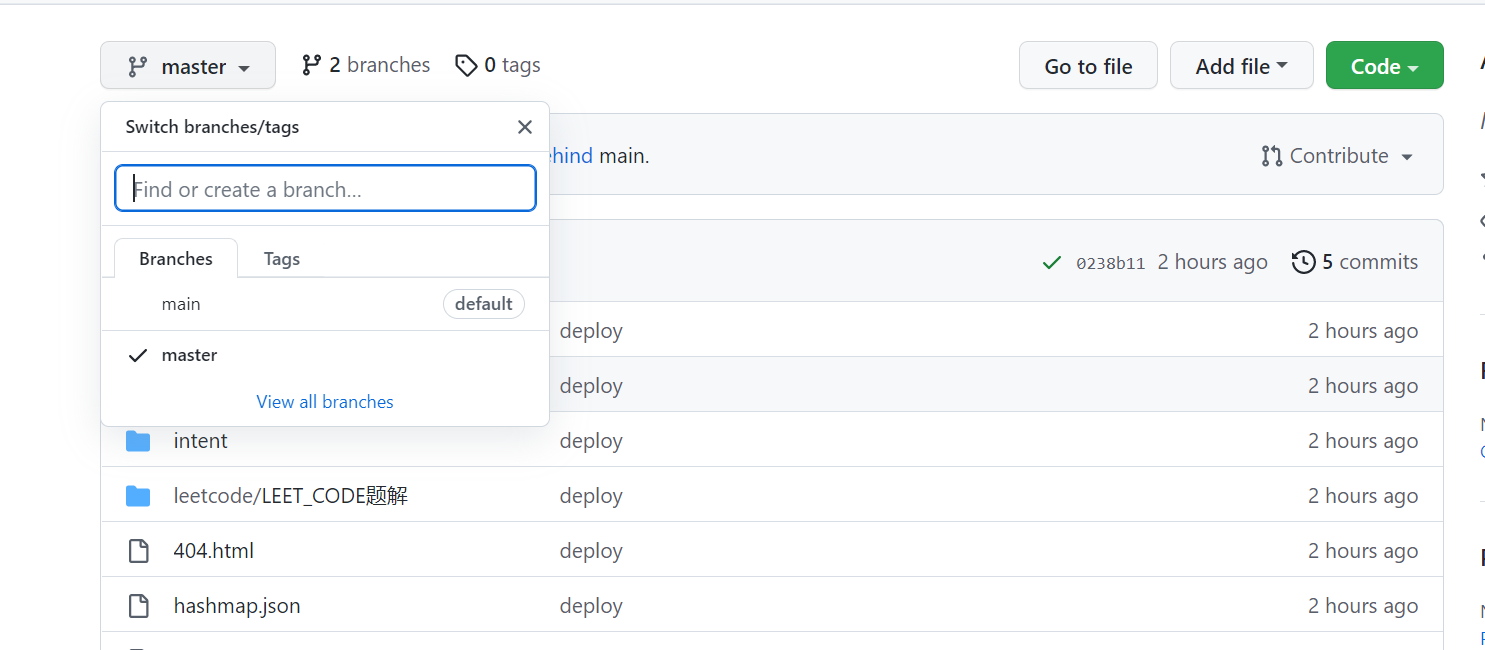 master
2 branches
0 tags
Go to file
Add file
Code
Switch branches/tags
Find or create a branch...
Branches
Tags
main
default
master
View all branches
main.
Contribute
0238b11
2 hours ago
5 commits
deploy
2 hours ago
deploy
2 hours ago
intent
deploy
2 hours ago
leetcode/LEET_CODE题解
deploy
2 hours ago
404.html
deploy
2 hours ago
hashmap.json
deploy
2 hours ago